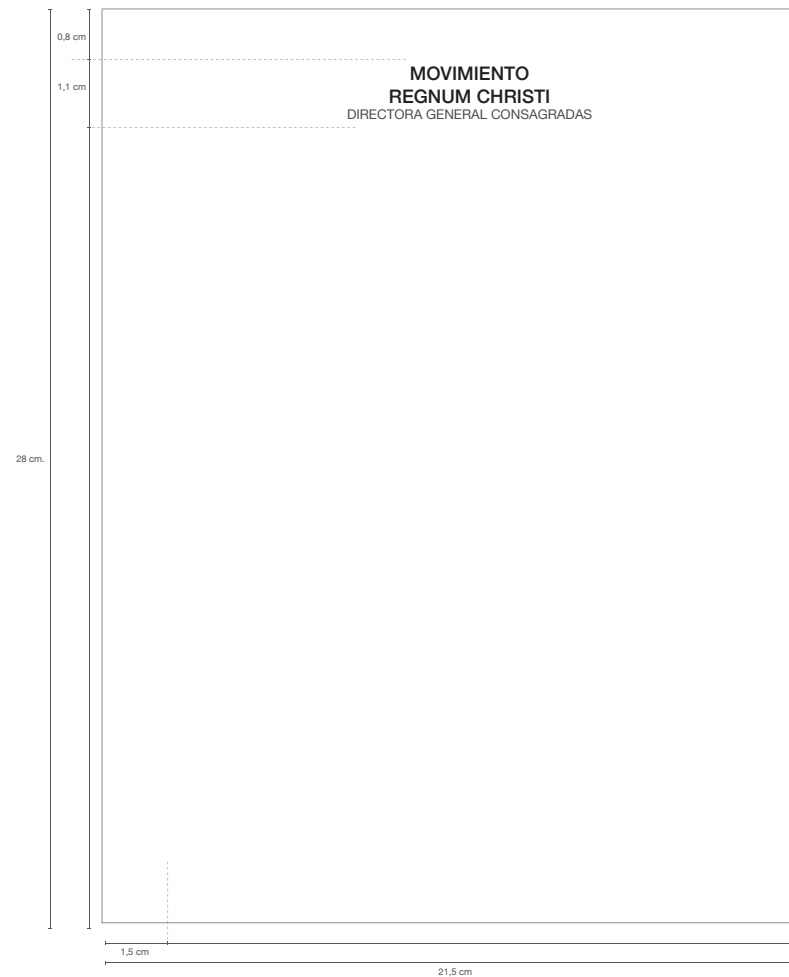 0,8 cm
1,1 cm
MOVIMIENTO
REGNUM CHRISTI
DIRECTORA GENERAL CONSAGRADAS
28 cm.
1,5 cm
21,5 cm